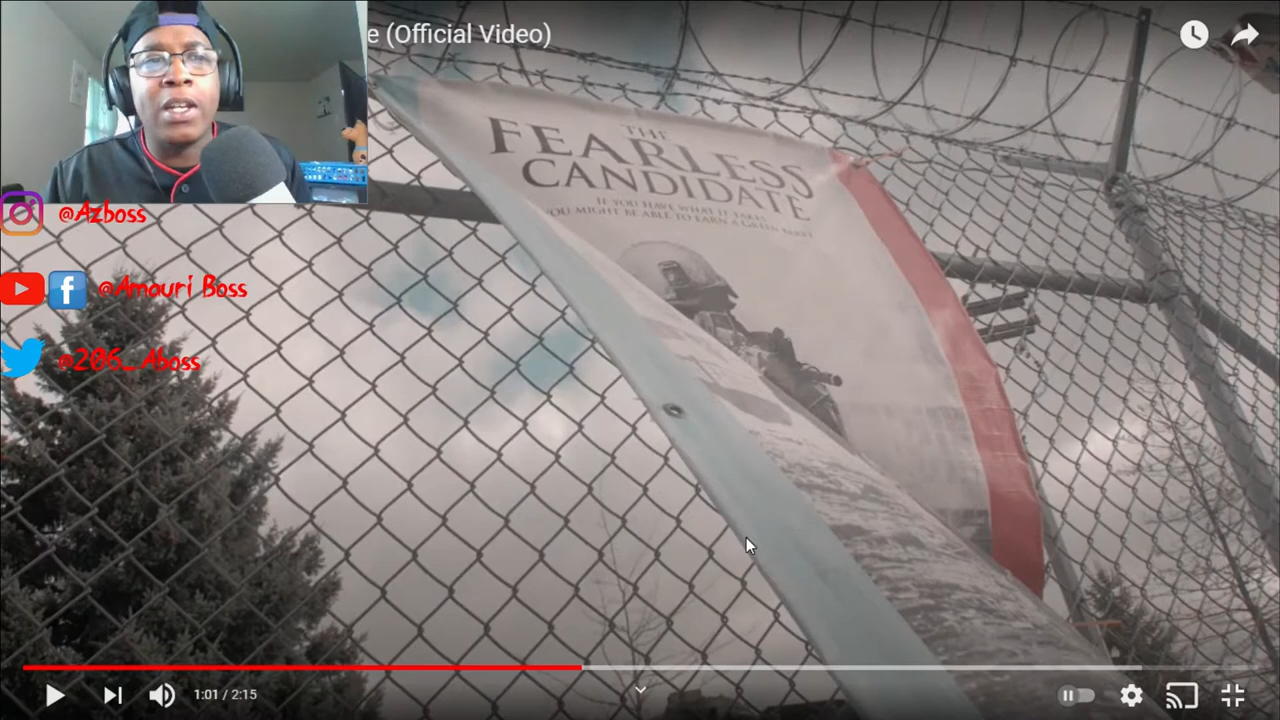 e (Official Video)
THE
FEARLESS
CANDIDATE
IF YOU HAVE WHAT IT TAKES
YOU MIGHT BE ABLE TO EARN A GREEN BERET
@Azboss
f @Amouri Boss
@206_Aboss
1:01 / 2:15